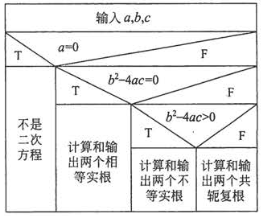 输入 a,b,c
a=0
T
F
b²-4ac=0
T
F
b²-4ac>0
T
F
不是
二次
方程
计算和输
出两个相
等实根
计算和输
出两个不
等实根
计算和输
出两个共
轭复根